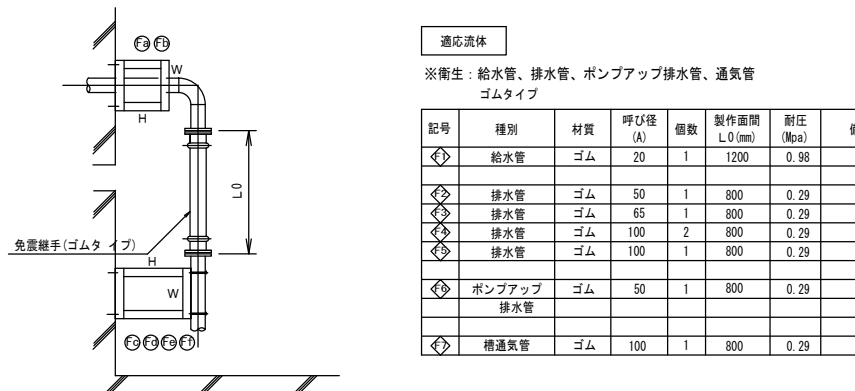 Fa Fb
W
H
L0
免震継手(ゴムタ イプ)
H
W
Fc Fd Fe Ff
適応流体
※衛生：給水管、排水管、ポンプアップ排水管、通気管
ゴムタイプ
記号 種別 材質 呼び径 (A) 個数 製作面間 L0(mm) 耐圧 (Mpa)
F1 給水管 ゴム 20 1 1200 0.98
F2 排水管 ゴム 50 1 800 0.29
F3 排水管 ゴム 65 1 800 0.29
F4 排水管 ゴム 100 2 800 0.29
F5 排水管 ゴム 100 1 800 0.29
F6 ポンプアップ ゴム 50 1 800 0.29
排水管
F7 槽通気管 ゴム 100 1 800 0.29